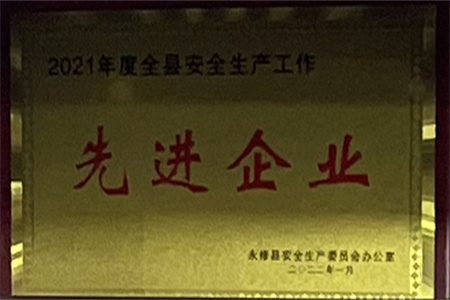 2021年度全县安全生产工作
先进企业
永修县安全生产委员会办公室
二〇二二年一月